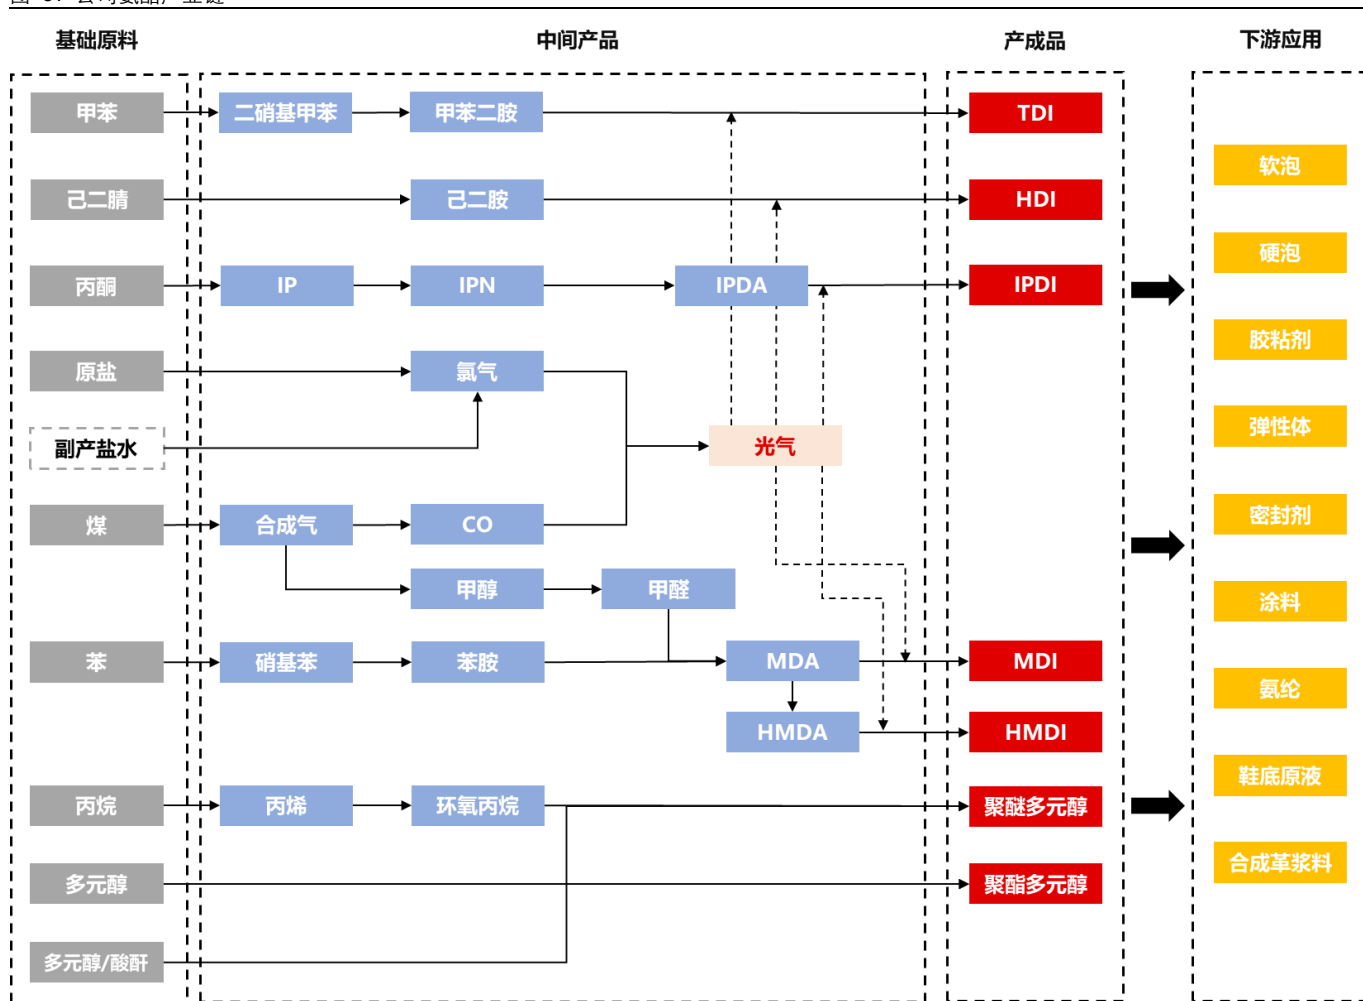 基础原料 中间产品 产成品 下游应用
甲苯 二硝基甲苯 甲苯二胺 TDI
软泡
己二腈 己二胺 HDI
硬泡
丙酮 IP IPN IPDA IPDI
胶粘剂
原盐 氯气
弹性体
副产盐水 光气
密封剂
煤 合成气 CO
甲醇 甲醛
涂料
苯 硝基苯 苯胺 MDA MDI
氨纶
HMDA HMDI
鞋底原液
丙烷 丙烯 环氧丙烷 聚醚多元醇
合成革浆料
多元醇 聚酯多元醇
多元醇/酸酐